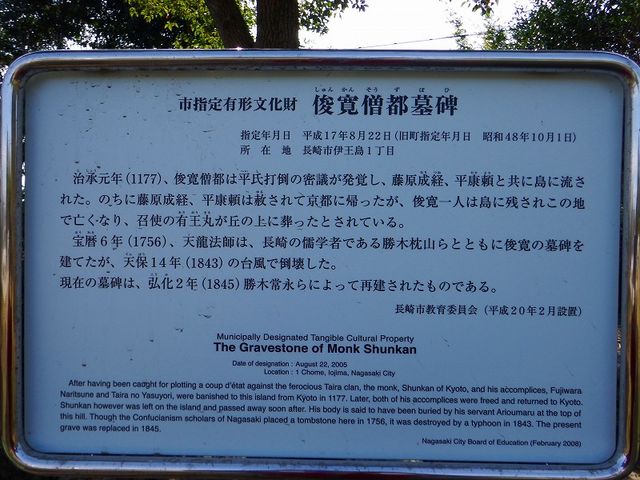 しゅん かん そう ず ぼ ひ
市指定有形文化財 俊寛僧都墓碑
指定年月日 平成17年8月22日(旧町指定年月日 昭和48年10月1日)
所在地 長崎市伊王島1丁目
治承元年(1177)、俊寛僧都は平氏打倒の密議が発覚し、藤原成経、平康頼と共に島に流さ
れた。のちに藤原成経、平康頼は赦されて京都に帰ったが、俊寛一人は島に残されこの地
で亡くなり、召使の有王丸が丘の上に葬ったとされている。
宝暦6年(1756)、天龍法師は、長崎の儒学者である勝木枕山らとともに俊寛の墓碑を
建てたが、天保14年(1843)の台風で倒壊した。
現在の墓碑は、弘化2年(1845)勝木常永らによって再建されたものである。
長崎市教育委員会(平成20年2月設置)
Municipally Designated Tangible Cultural Property
The Gravestone of Monk Shunkan
Date of designation : August 22, 2005
Location : 1 Chome, Iojima, Nagasaki City
After having been caught for plotting a coup d'état against the ferocious Taira clan, the monk, Shunkan of Kyoto, and his accomplices, Fujiwara
Naritsune and Taira no Yasuyori, were banished to this island from Kyoto in 1177. Later, both of his accomplices were freed and returned to Kyoto.
Shunkan however was left on the island and passed away soon after. His body is said to have been buried by his servant Arioumaru at the top of
this hill. Though the Confucianism scholars of Nagasaki placed a tombstone here in 1756, it was destroyed by a typhoon in 1843. The present
grave was replaced in 1845.
Nagasaki City Board of Education (February 2008)